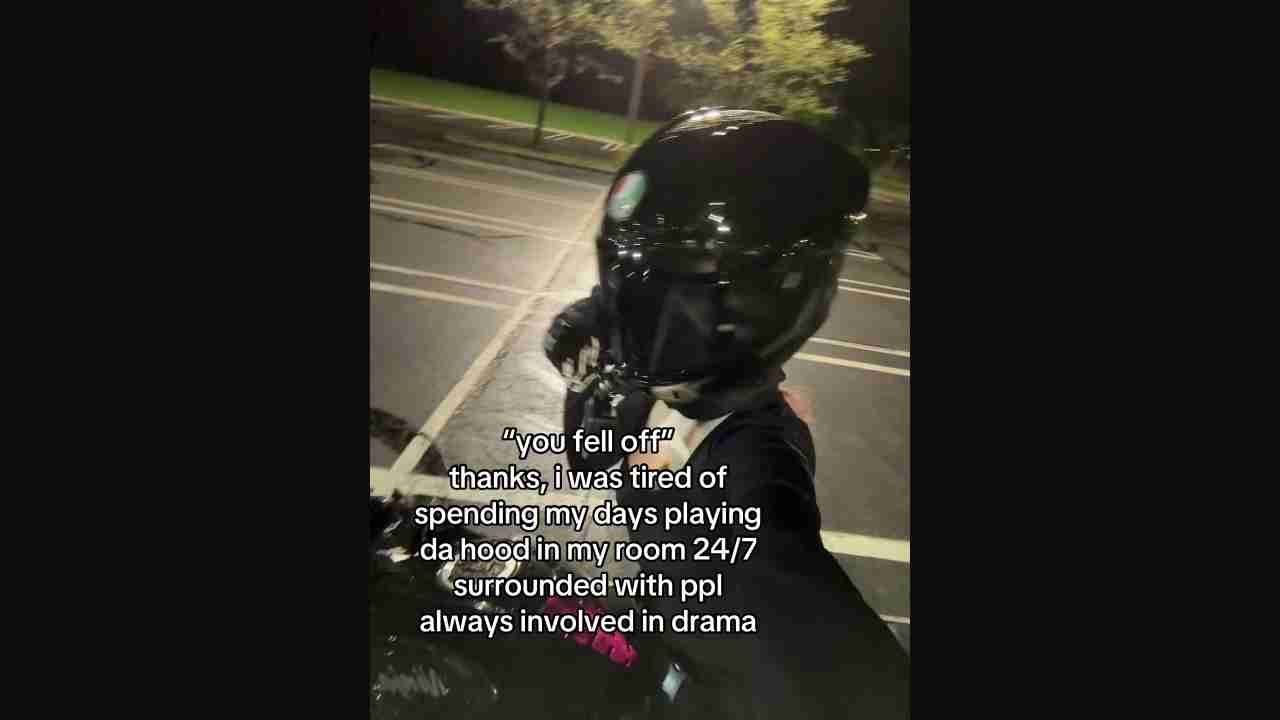 “you fell off”
thanks, i was tired of
spending my days playing
da hood in my room 24/7
surrounded with ppl
always involved in drama